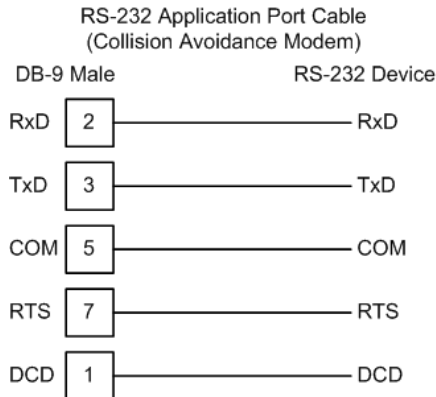 RS-232 Application Port Cable
(Collision Avoidance Modem)
DB-9 Male RS-232 Device
RxD 2 RxD
TxD 3 TxD
COM 5 COM
RTS 7 RTS
DCD 1 DCD